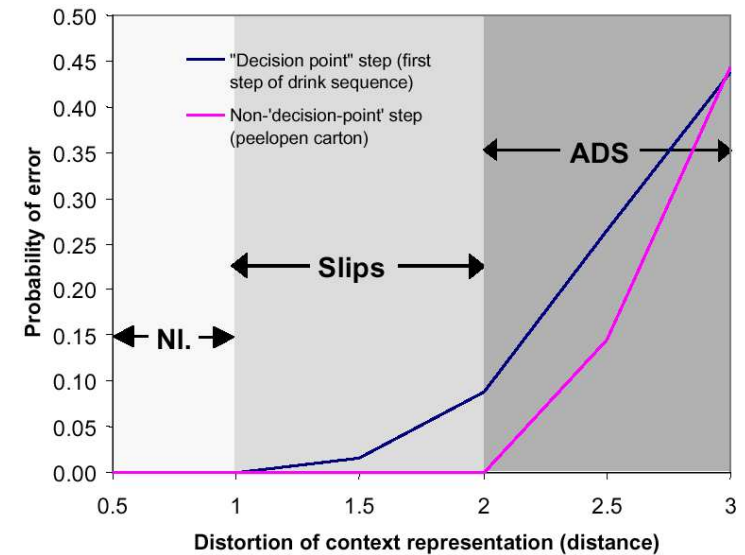 0.50
0.45
0.40
0.35
0.30
0.25
0.20
0.15
0.10
0.05
0.00
Probability of error
"Decision point" step (first
step of drink sequence)
Non-'decision-point' step
(peelopen carton)
ADS
Slips
Nl.
0.5 1 1.5 2 2.5 3
Distortion of context representation (distance)